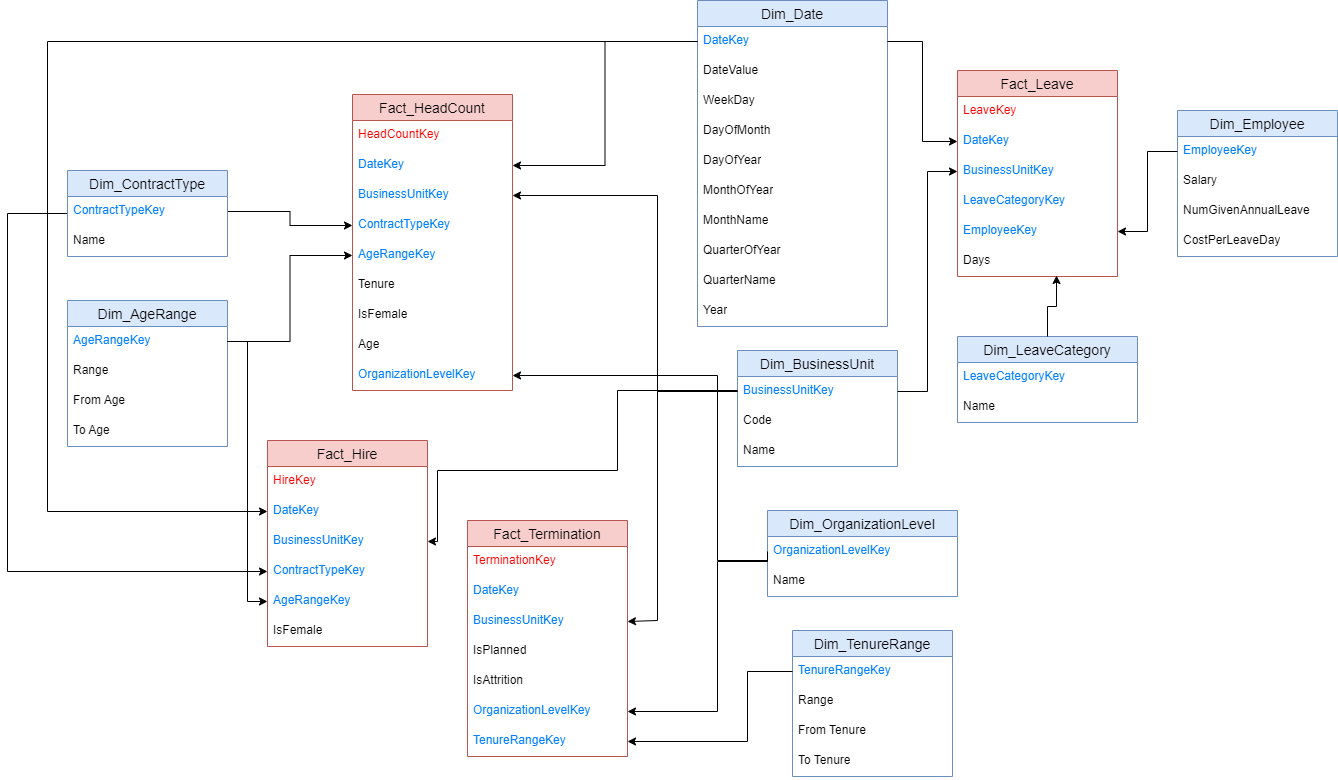 Dim_Date
DateKey
DateValue
WeekDay
DayOfMonth
DayOfYear
MonthOfYear
MonthName
QuarterOfYear
QuarterName
Year
Fact_Leave
LeaveKey
DateKey
BusinessUnitKey
LeaveCategoryKey
EmployeeKey
Days
Fact_HeadCount
HeadCountKey
DateKey
BusinessUnitKey
ContractTypeKey
AgeRangeKey
Tenure
IsFemale
Age
OrganizationLevelKey
Dim_Employee
EmployeeKey
Salary
NumGivenAnnualLeave
CostPerLeaveDay
Dim_ContractType
ContractTypeKey
Name
Dim_AgeRange
AgeRangeKey
Range
From Age
To Age
Dim_LeaveCategory
LeaveCategoryKey
Name
Dim_BusinessUnit
BusinessUnitKey
Code
Name
Fact_Hire
HireKey
DateKey
BusinessUnitKey
ContractTypeKey
AgeRangeKey
IsFemale
Fact_Termination
TerminationKey
DateKey
BusinessUnitKey
IsPlanned
IsAttrition
OrganizationLevelKey
TenureRangeKey
Dim_OrganizationLevel
OrganizationLevelKey
Name
Dim_TenureRange
TenureRangeKey
Range
From Tenure
To Tenure